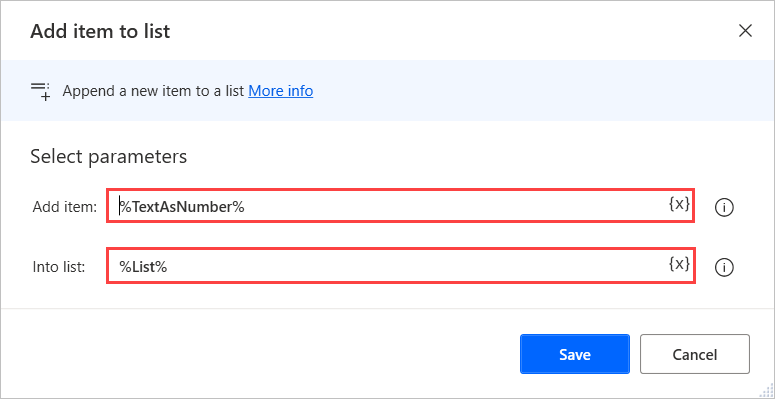 Add item to list
Append a new item to a list More info
Select parameters
Add item: %TextAsNumber% {x}
Into list: %List% {x}
Save Cancel